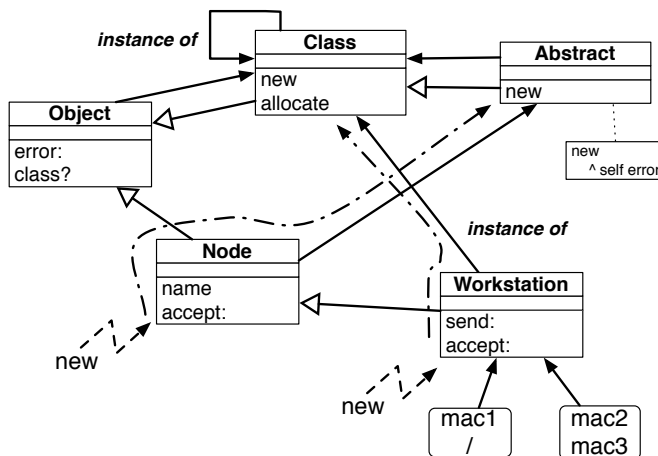 instance of
Class
new
allocate
Abstract
new
Object
error:
class?
new
^ self error
instance of
Node
name
accept:
Workstation
send:
accept:
new
new
mac1
/
mac2
mac3